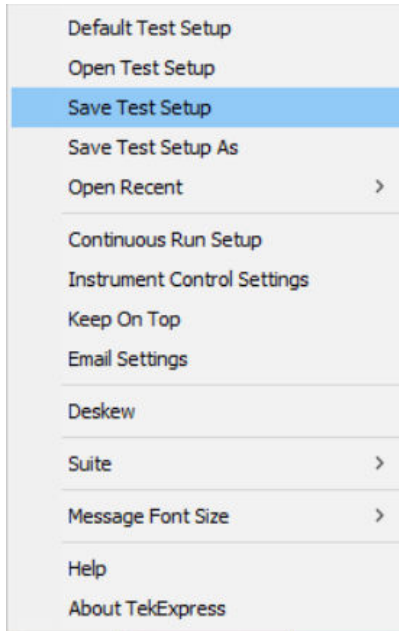 Default Test Setup
Open Test Setup
Save Test Setup
Save Test Setup As
Open Recent
Continuous Run Setup
Instrument Control Settings
Keep On Top
Email Settings
Deskew
Suite
Message Font Size
Help
About TekExpress